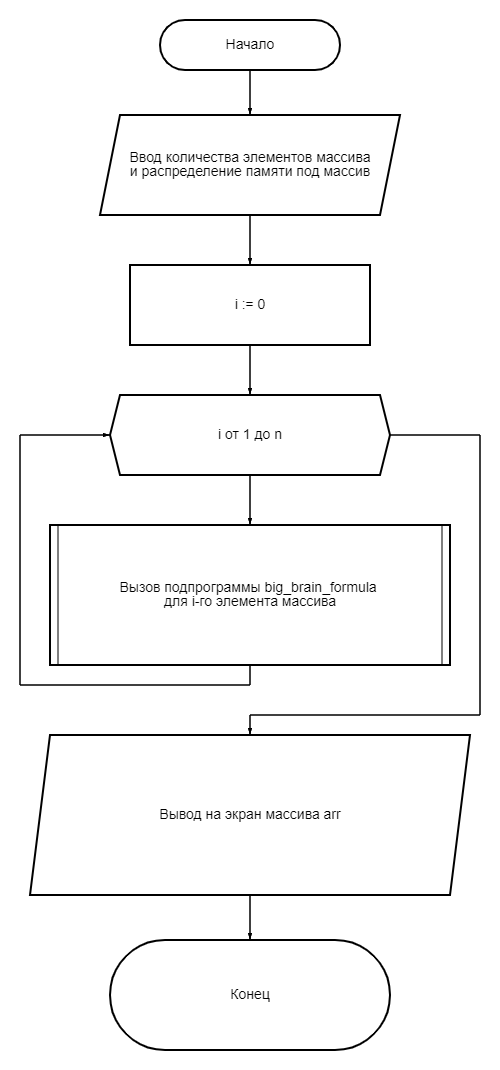 Начало
Ввод количества элементов массива
и распределение памяти под массив
i := 0
i от 1 до n
Вызов подпрограммы big_brain_formula
для i-го элемента массива
Вывод на экран массива arr
Конец